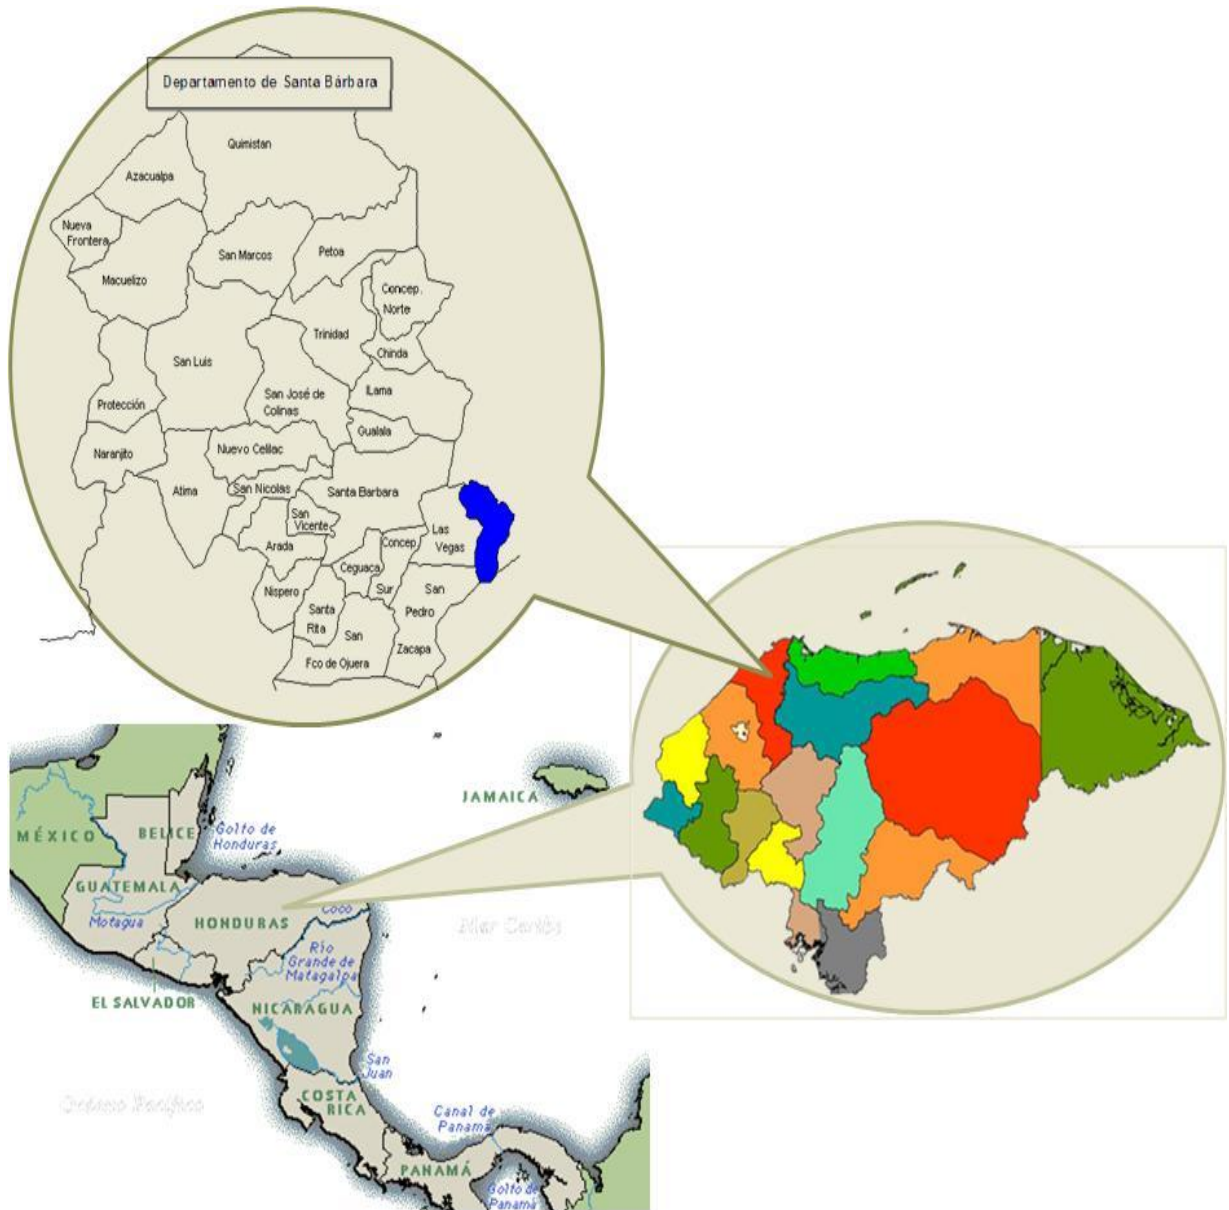 Departamento de Santa Bárbara
Quimistan
Azacualpa
Nueva
Frontera
San Marcos
Petoa
Macuelizo
Concep.
Norte
Trinidad
Chinda
San Luis
ILama
San José de
Colinas
Protección
Gualala
Naranjito
Nuevo Celilac
Atima
San Nicolas
Santa Barbara
San
Vicente
Las
Vegas
Arada
Concep.
Ceguaca
Nispero
Sur
San
Pedro
Zacapa
Santa
Rita
San
Fco de Ojuera
JAMAICA
MÉXICO
BELICE
Golfo de
Honduras
GUATEMALA
Motagua
HONDURAS
Coco
Mar Caribe
Río
Grande de
Matagalpa
EL SALVADOR
NICARAGUA
San
Juan
COSTA
RICA
Océano Pacífico
Canal de
Panamá
PANAMÁ
Golfo de
Panamá